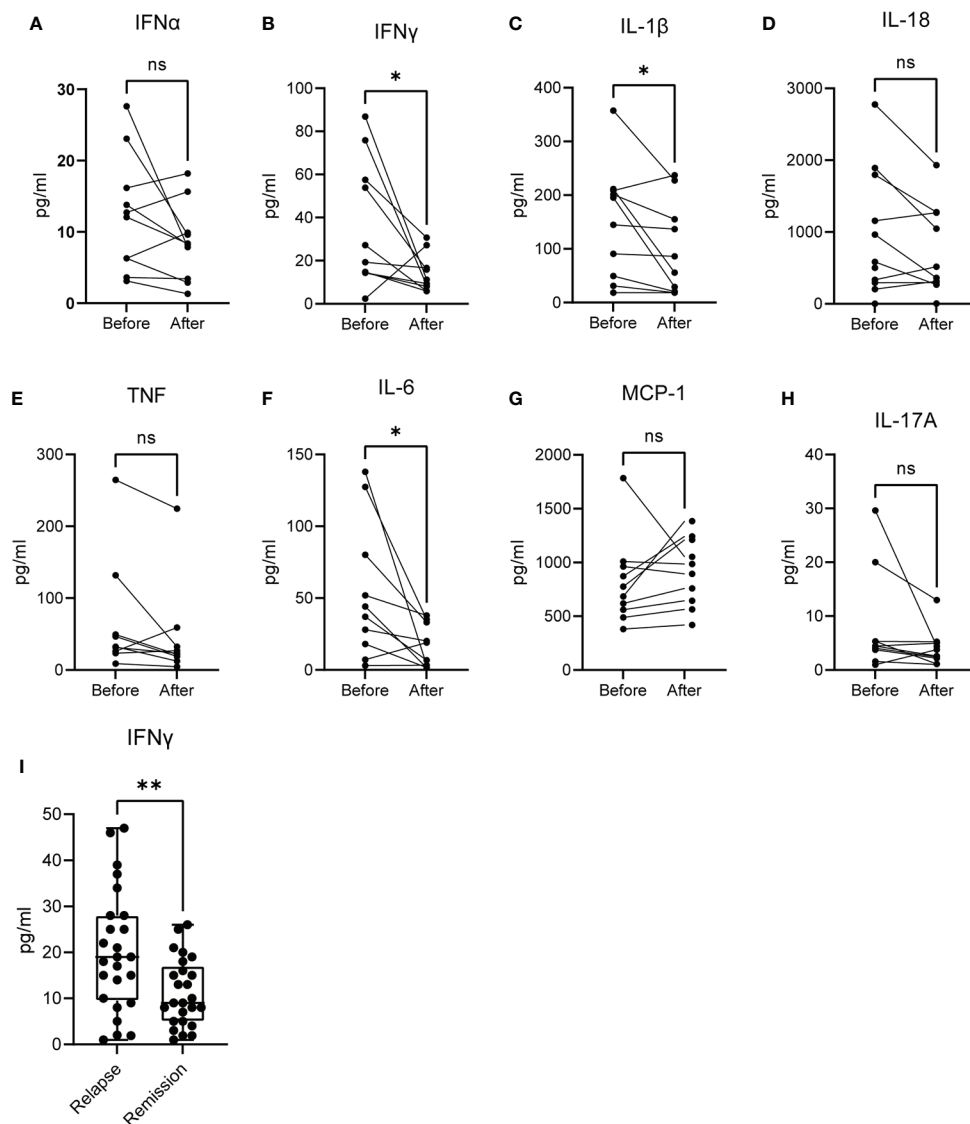 A IFNα
ns
pg/ml
30
20
10
0
Before After
B IFNγ
*
pg/ml
100
80
60
40
20
0
Before After
C IL-1β
*
pg/ml
400
300
200
100
0
Before After
D IL-18
ns
pg/ml
3000
2000
1000
0
Before After
E TNF
ns
pg/ml
300
200
100
0
Before After
F IL-6
*
pg/ml
150
100
50
0
Before After
G MCP-1
ns
pg/ml
2000
1500
1000
500
0
Before After
H IL-17A
ns
pg/ml
40
30
20
10
0
Before After
I IFNγ
**
pg/ml
50
40
30
20
10
0
Relapse Remission